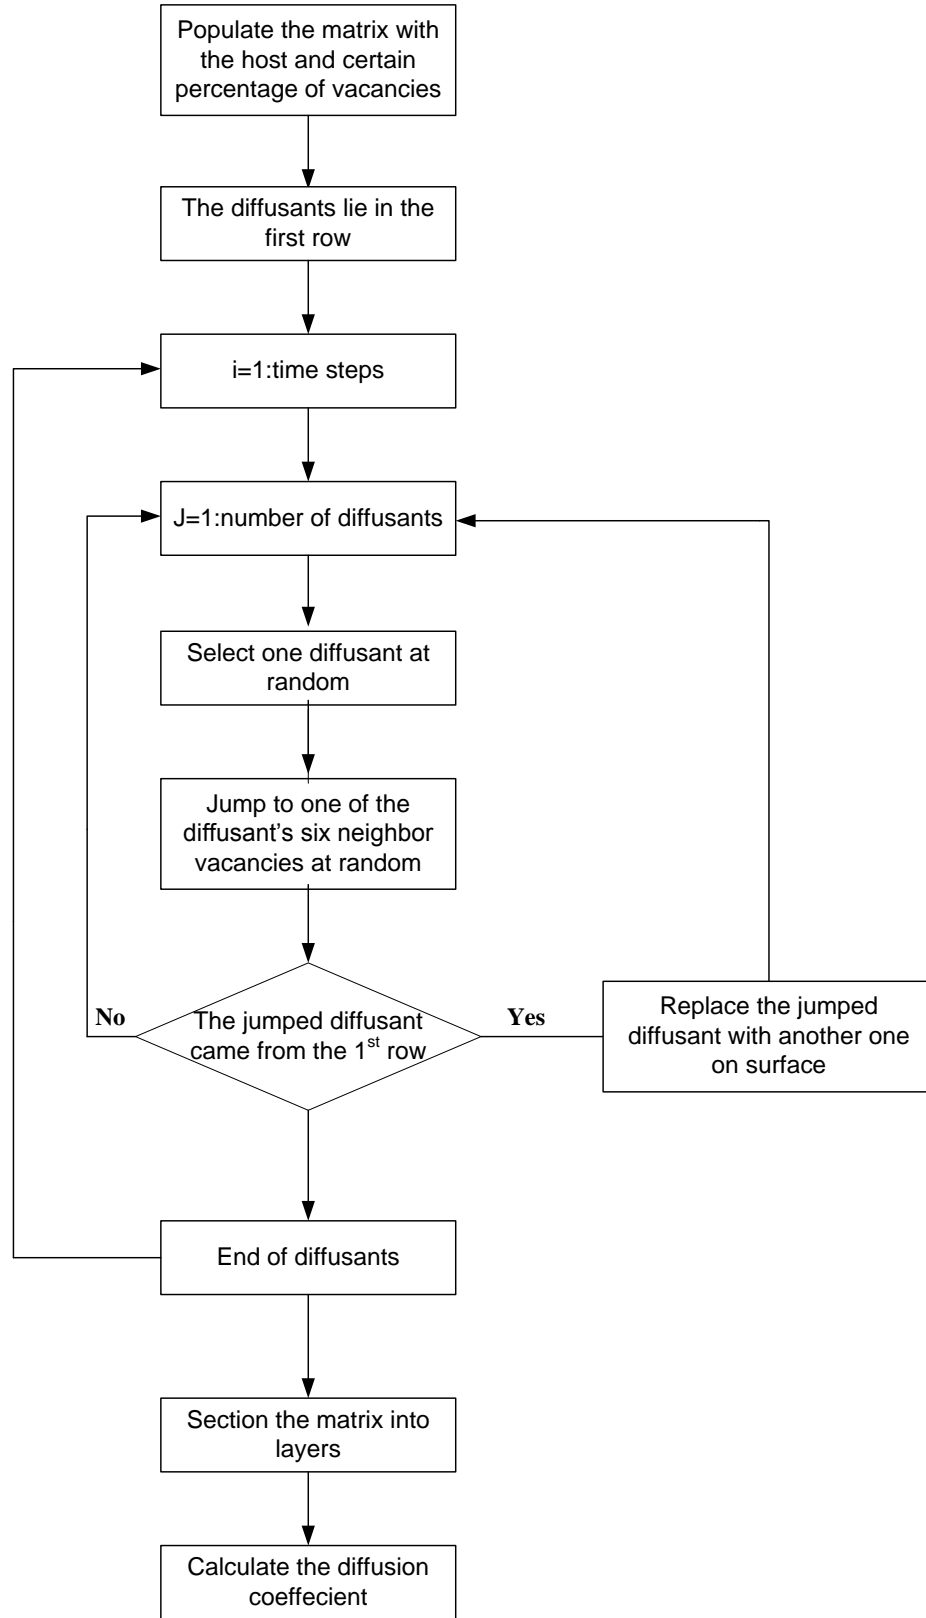 Populate the matrix with
the host and certain
percentage of vacancies
The diffusants lie in the
first row
i=1:time steps
J=1:number of diffusants
Select one diffusant at
random
Jump to one of the
diffusant's six neighbor
vacancies at random
No
The jumped diffusant
came from the 1st row
Yes
Replace the jumped
diffusant with another one
on surface
End of diffusants
Section the matrix into
layers
Calculate the diffusion
coeffecient